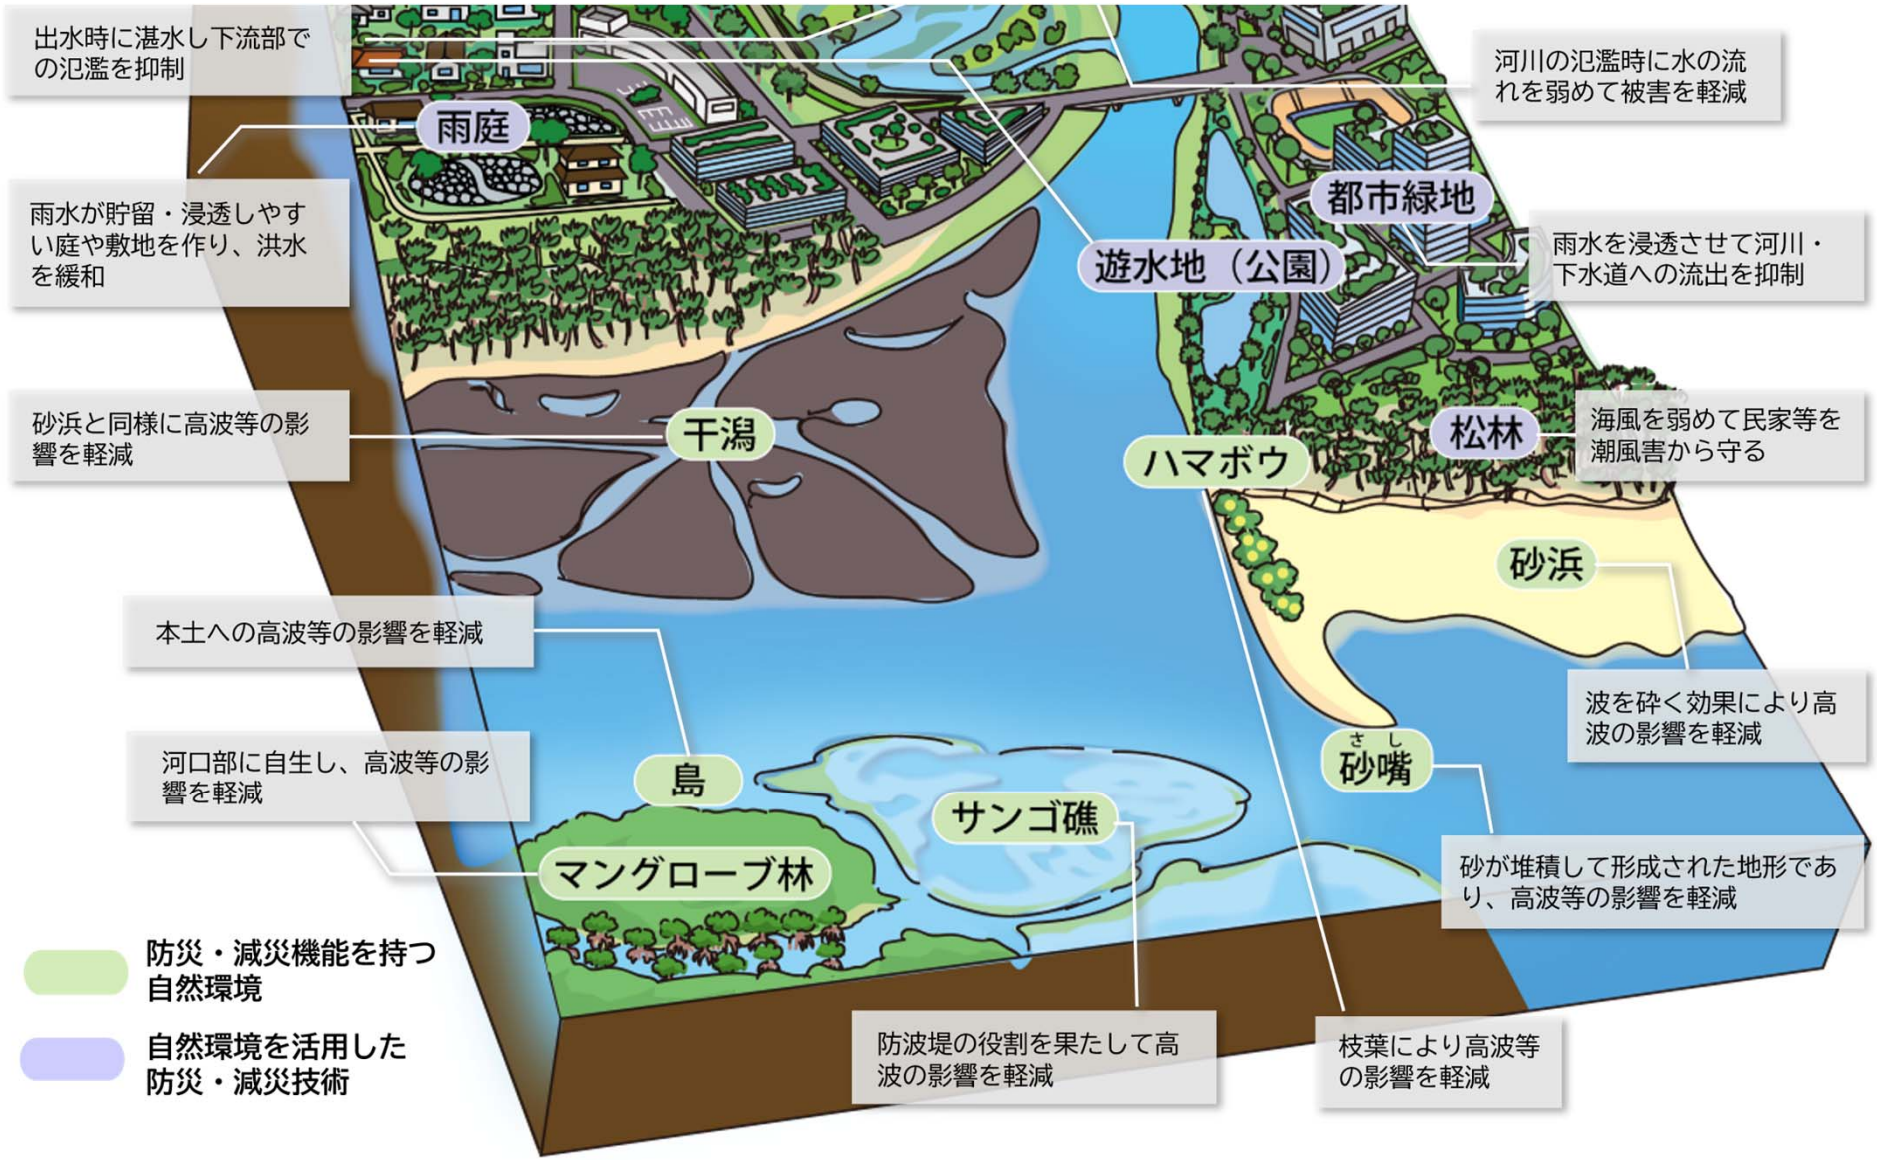 出水時に湛水し下流部で
の氾濫を抑制
河川の氾濫時に水の流
れを弱めて被害を軽減
雨庭
都市緑地
雨水が貯留・浸透しやす
い庭や敷地を作り、洪水
を緩和
遊水地（公園）
雨水を浸透させて河川・
下水道への流出を抑制
砂浜と同様に高波等の影
響を軽減
干潟
ハマボウ
松林
海風を弱めて民家等を
潮風害から守る
砂浜
本土への高波等の影響を軽減
波を砕く効果により高
波の影響を軽減
河口部に自生し、高波等の影
響を軽減
島
さし
砂嘴
サンゴ礁
マングローブ林
砂が堆積して形成された地形であ
り、高波等の影響を軽減
防災・減災機能を持つ
自然環境
自然環境を活用した
防災・減災技術
防波堤の役割を果たして高
波の影響を軽減
枝葉により高波等
の影響を軽減